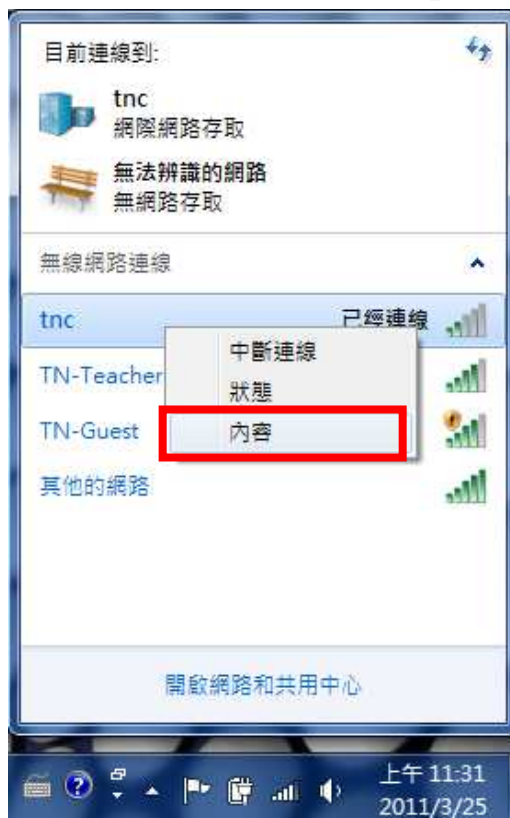 目前連線到:
tnc
網際網路存取
無法辨識的網路
無網路存取
無線網路連線
tnc 已經連線
中斷連線
TN-Teacher
狀態
TN-Guest
內容
其他的網路
開啟網路和共用中心
上午 11:31
2011/3/25